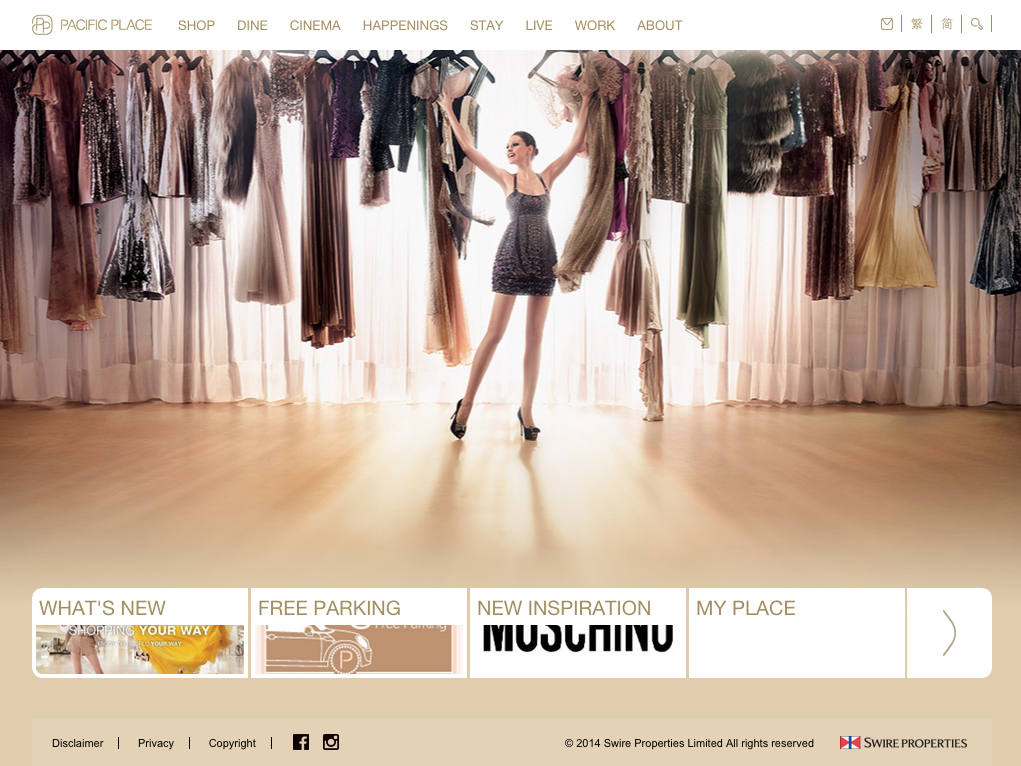 PACIFIC PLACE
SHOP DINE CINEMA HAPPENINGS STAY LIVE WORK ABOUT
繁 简
WHAT'S NEW
SHOPPING YOUR WAY
FREE PARKING
Free Parking
P
NEW INSPIRATION
MOSCHINO
MY PLACE
Disclaimer Privacy Copyright
© 2014 Swire Properties Limited All rights reserved
SWIRE PROPERTIES